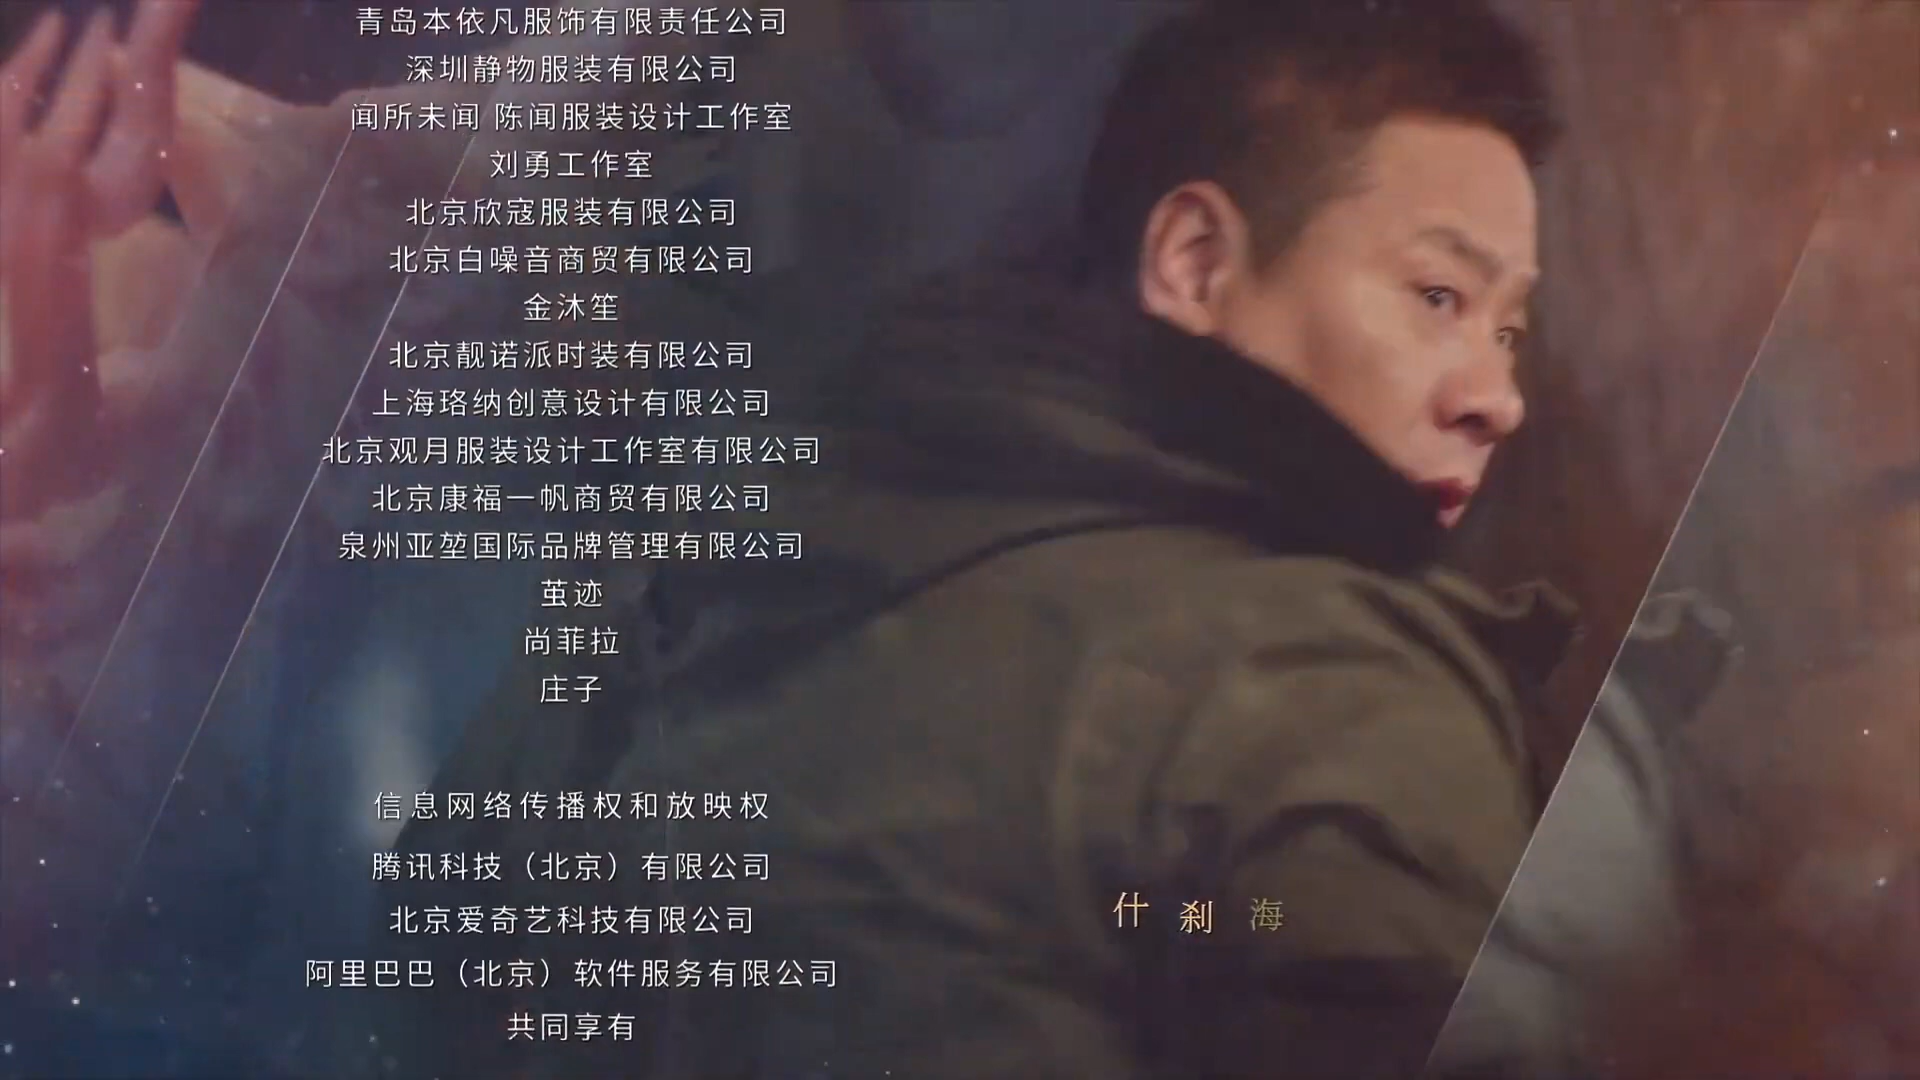 青岛本依凡服饰有限责任公司
深圳静物服装有限公司
闻所未闻 陈闻服装设计工作室
刘勇工作室
北京欣寇服装有限公司
北京白噪音商贸有限公司
金沐笙
北京靓诺派时装有限公司
上海珞纳创意设计有限公司
北京观月服装设计工作室有限公司
北京康福一帆商贸有限公司
泉州亚堃国际品牌管理有限公司
茧迹
尚菲拉
庄子
信息网络传播权和放映权
腾讯科技（北京）有限公司
北京爱奇艺科技有限公司
阿里巴巴（北京）软件服务有限公司
共同享有
什刹海